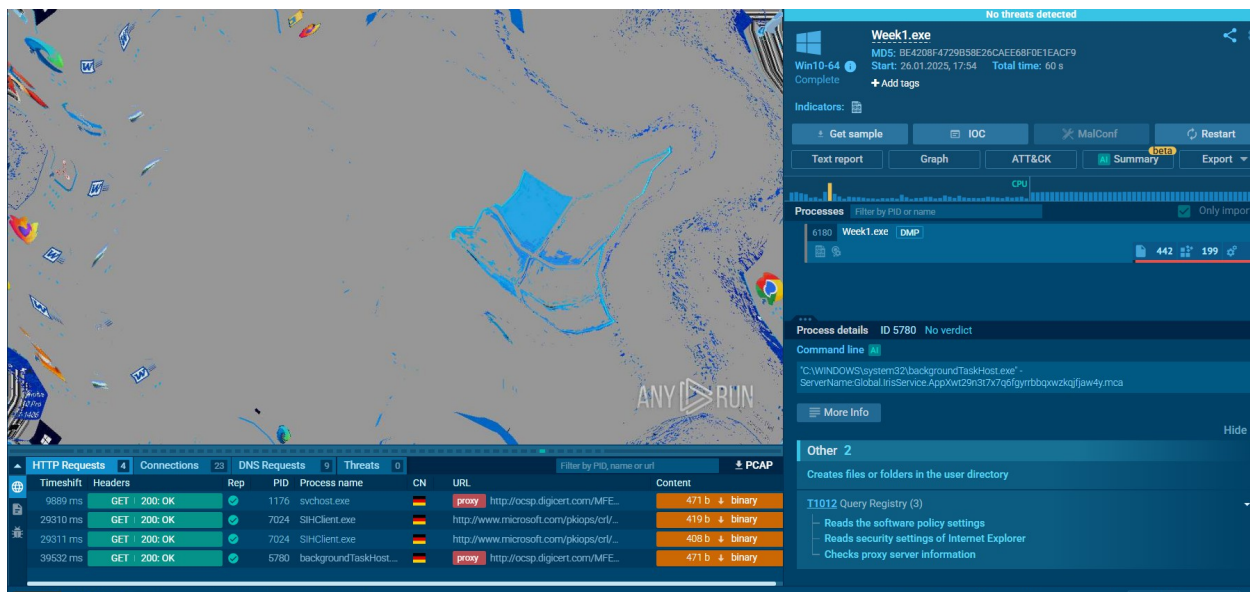 No threats detected
Week1.exe
MD5: BE4208F4729B58E26CAEE68F0E1EACF9
Win10-64 Start: 26.01.2025, 17:54 Total time: 60 s
Complete
+ Add tags
Indicators:
Get sample IOC MalConf Restart
beta
Text report Graph ATT&CK AI Summary Export
CPU
Processes Filter by PID or name Only impor
6180 Week1.exe DMP
442 199
Process details ID 5780 No verdict
Command line AI
"C:\WINDOWS\system32\backgroundTaskHost.exe" -
ServerName:Global.IrisService.AppXwt29n3t7x7q6fgyrrbbqxwzkqjfjaw4y.mca
More Info
Hide
Other 2
Creates files or folders in the user directory
T1012 Query Registry (3)
Reads the software policy settings
Reads security settings of Internet Explorer
Checks proxy server information
ANY RUN
HTTP Requests 4 Connections 23 DNS Requests 9 Threats 0 Filter by PID, name or url PCAP
Timeshift Headers Rep PID Process name CN URL Content
9889 ms GET 200: OK 1176 svchost.exe proxy http://ocsp.digicert.com/MFE... 471 b binary
29310 ms GET 200: OK 7024 SIHClient.exe http://www.microsoft.com/pkiops/crl/... 419 b binary
29311 ms GET 200: OK 7024 SIHClient.exe http://www.microsoft.com/pkiops/crl/... 408 b binary
39532 ms GET 200: OK 5780 backgroundTaskHost... proxy http://ocsp.digicert.com/MFE... 471 b binary